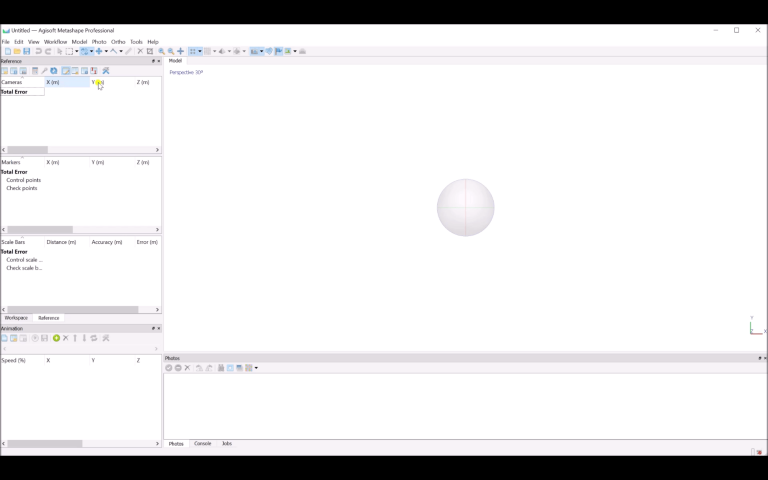 Untitled — Agisoft Metashape Professional
File Edit View Workflow Model Photo Ortho Tools Help
Reference
Model
Perspective 30°
Cameras X (m) Y (m) Z (m)
Total Error
Markers X (m) Y (m) Z (m)
Total Error
Control points
Check points
Scale Bars Distance (m) Accuracy (m) Error (m)
Total Error
Control scale ...
Check scale b...
Workspace Reference
Animation
Speed (%) X Y Z
Y
X
Z
Photos
Photos Console Jobs